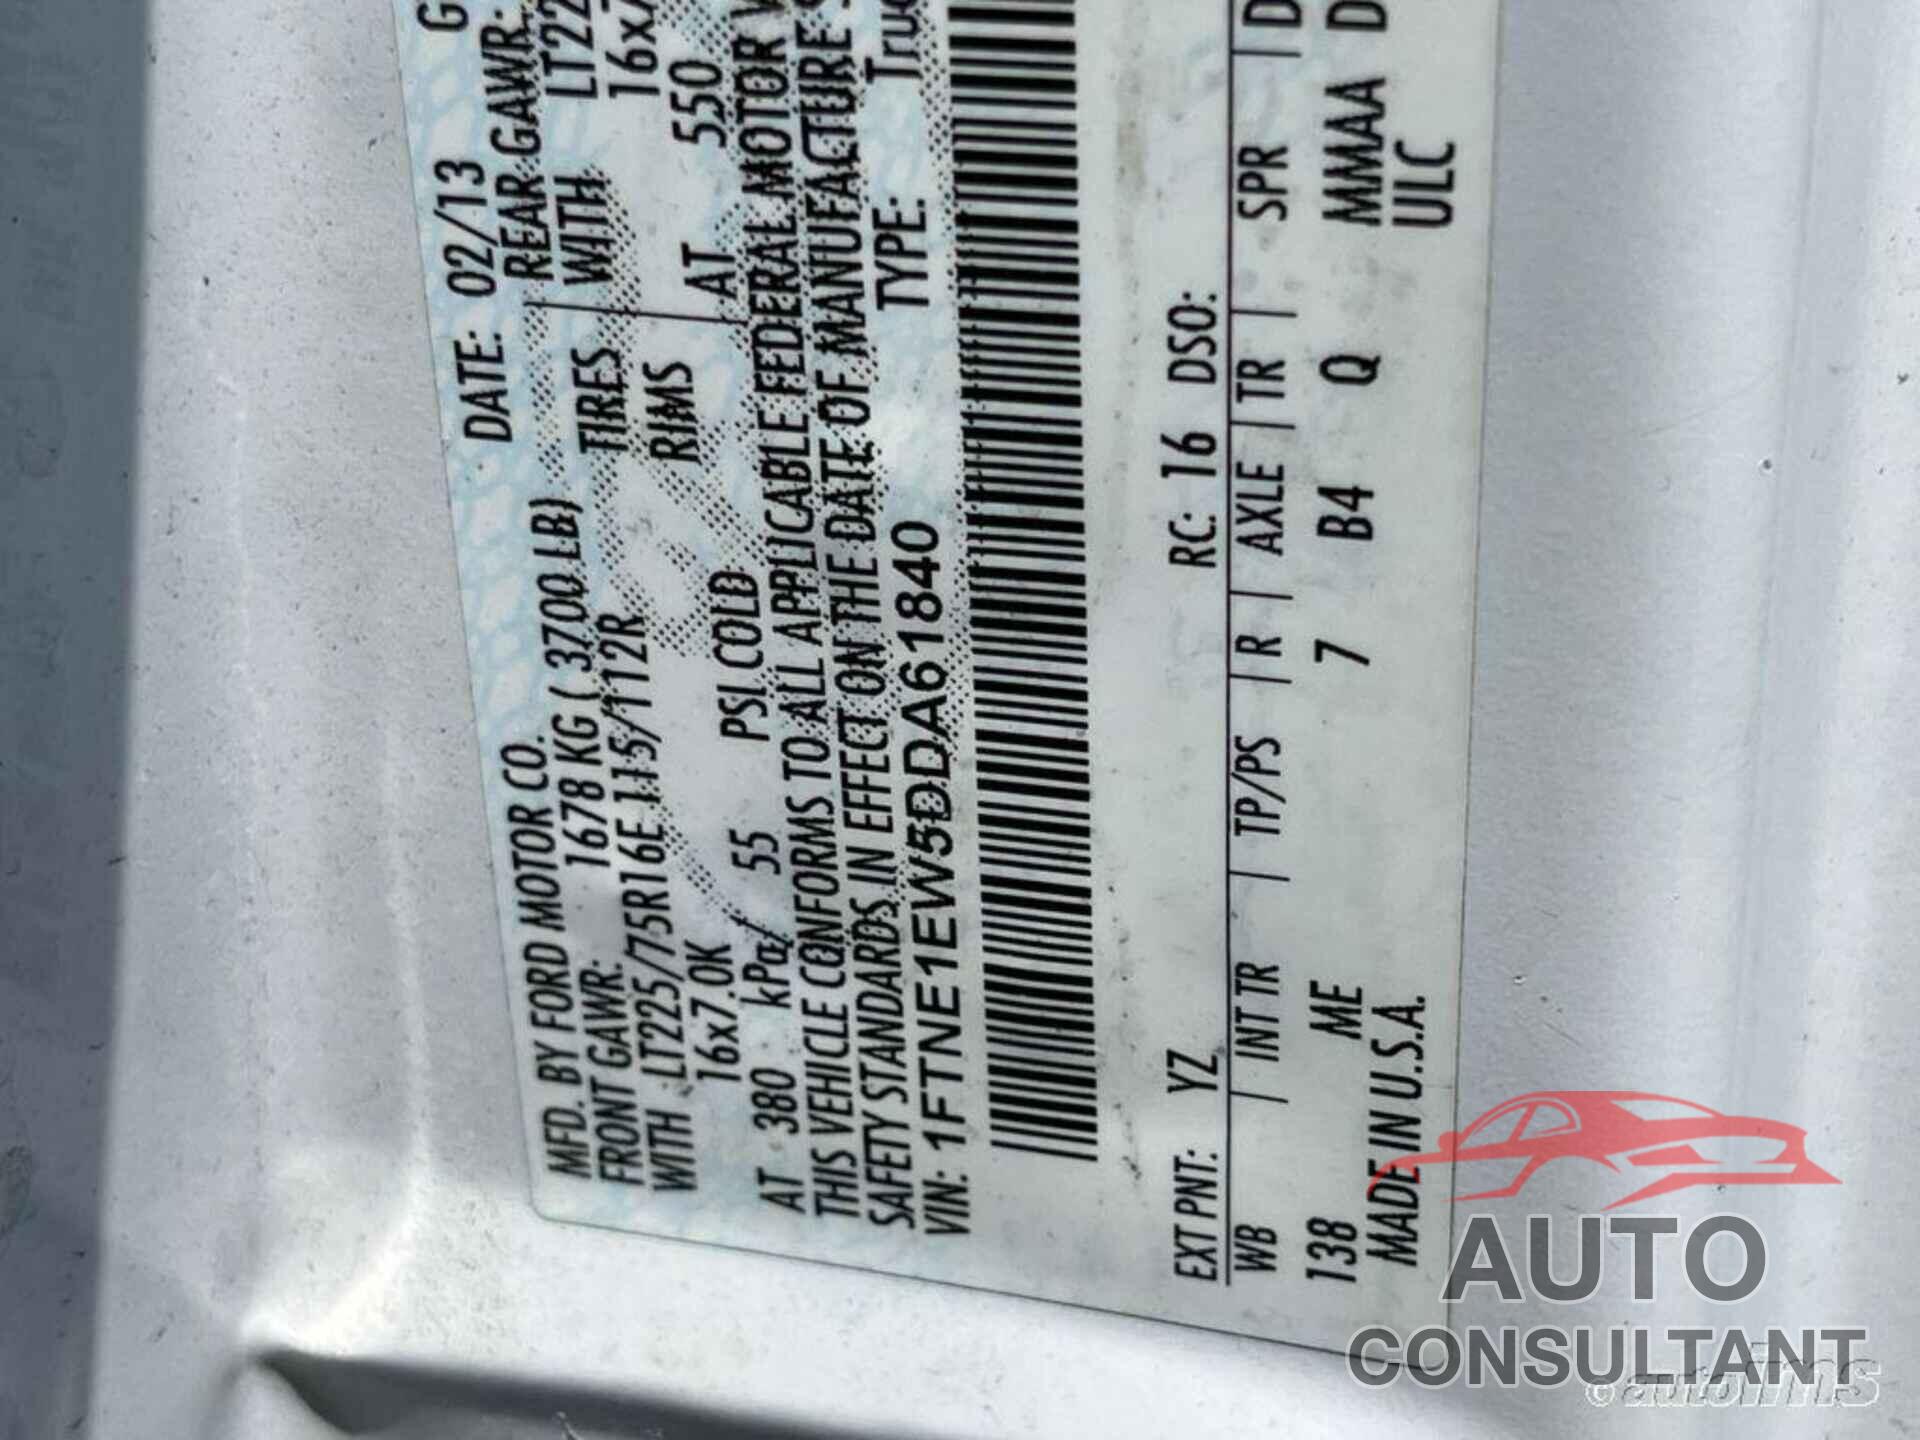 MFD. BY FORD MOTOR CO.
DATE: 02/13 G
FRONT GAWR: 1678 KG ( 3700 LB)
REAR GAWR:
WITH LT225/75R16E 115/112R TIRES
WITH LT22
16x7.0K RIMS
16x7
AT 380 kPa/ 55 PSI COLD
AT 550
THIS VEHICLE CONFORMS TO ALL APPLICABLE FEDERAL MOTOR V
SAFETY STANDARDS IN EFFECT ON THE DATE OF MANUFACTURE S
VIN: 1FTNE1EW5DDA61840
TYPE: Truc
EXT PNT: YZ RC: 16 DSO:
WB | INT TR | TP/PS | R | AXLE | TR | SPR | D
138 ME 7 B4 Q MMAA D
MADE IN U.S.A. ULC
AUTO
CONSULTANT
© autoims